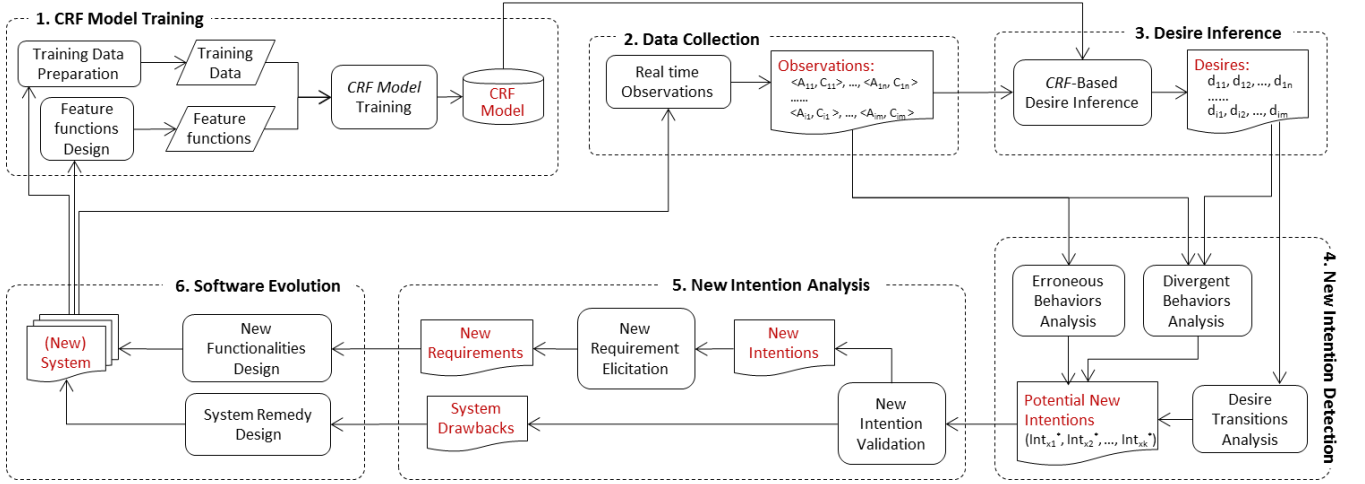 1. CRF Model Training
Training Data
Preparation
Training
Data
Feature
functions
Design
Feature
functions
CRF Model
Training
CRF
Model
2. Data Collection
Real time
Observations
Observations:
<A11, C11>, ..., <A1n, C1n>
......
<Ai1, Ci1>, ..., <Aim, Cim>
3. Desire Inference
CRF-Based
Desire Inference
Desires:
d11, d12, ..., d1n
......
di1, di2, ..., dim
4. New Intention Detection
Erroneous
Behaviors
Analysis
Divergent
Behaviors
Analysis
Potential New
Intentions
(Intx1*, Intx2*, ..., Intxk*)
Desire
Transitions
Analysis
5. New Intention Analysis
New
Requirements
New
Requirement
Elicitation
New
Intentions
System
Drawbacks
New
Intention
Validation
6. Software Evolution
(New)
System
New
Functionalities
Design
System Remedy
Design